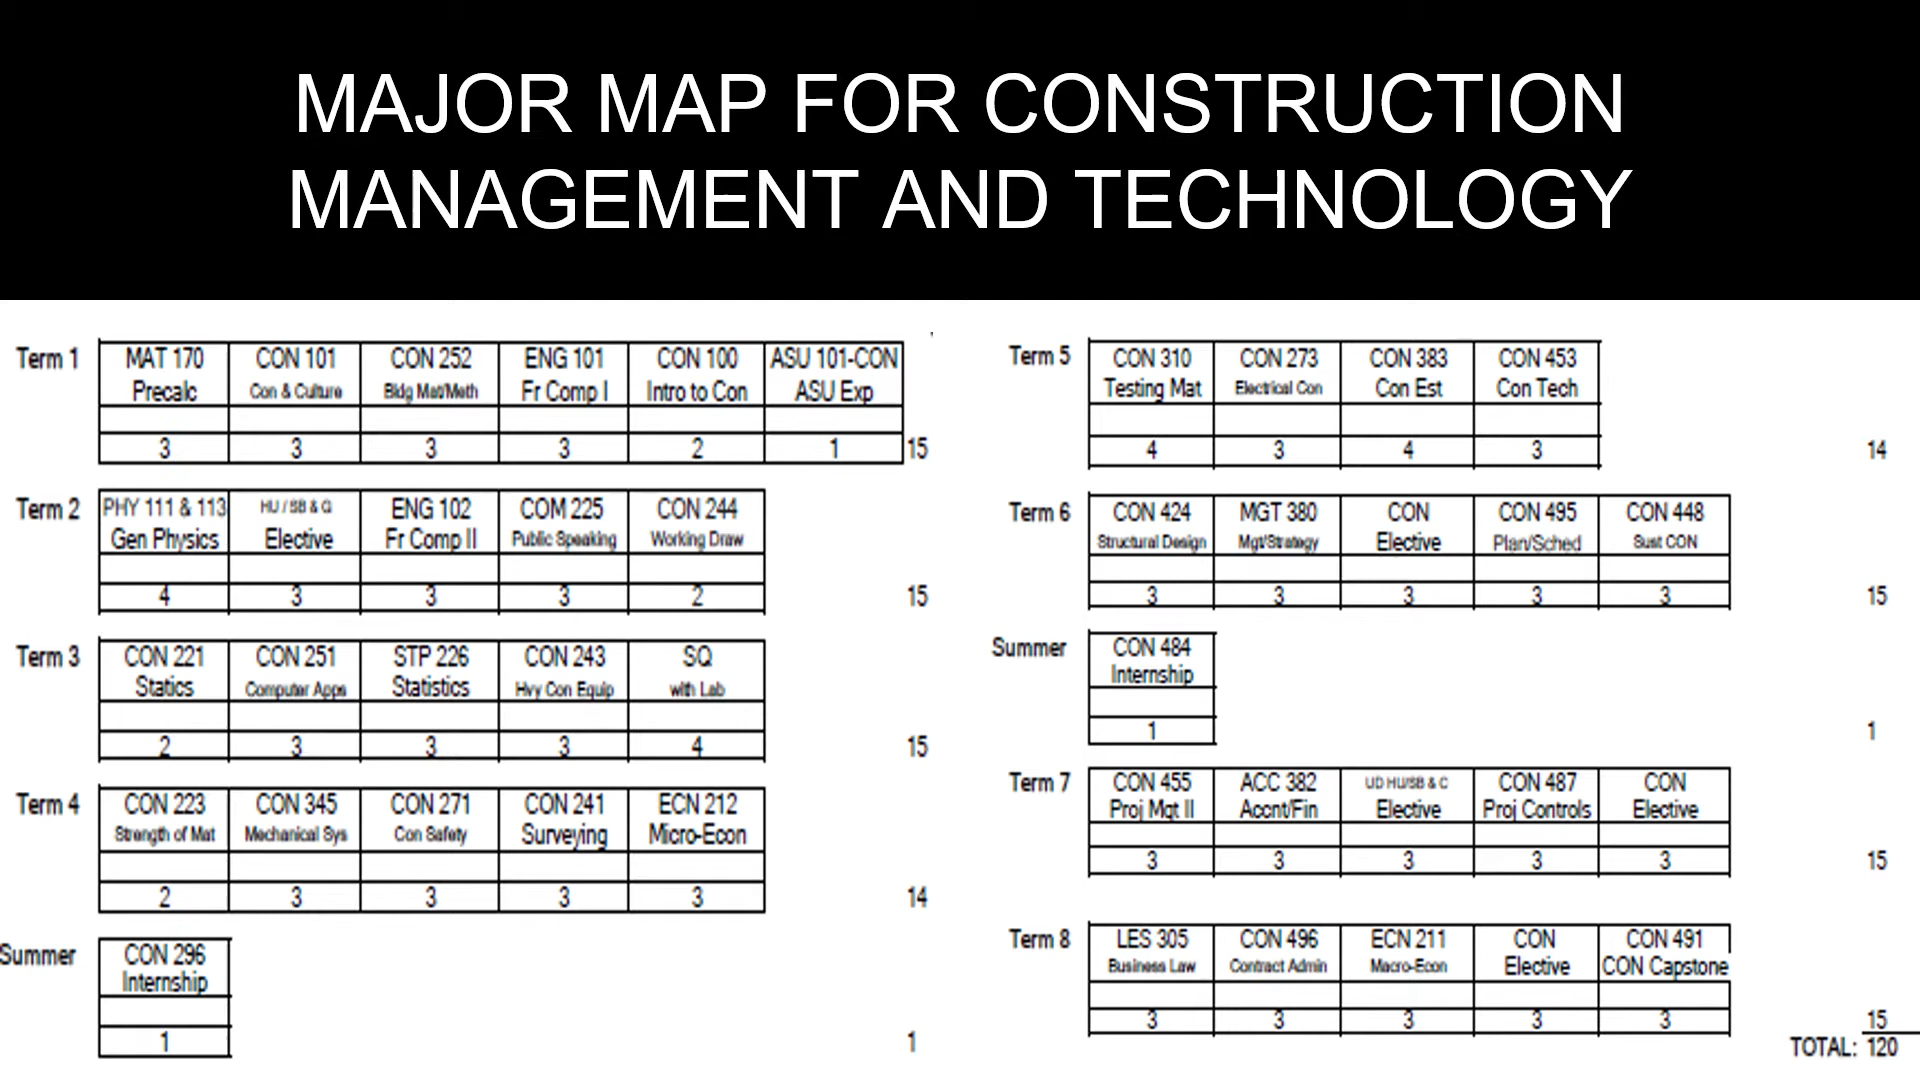 MAJOR MAP FOR CONSTRUCTION
MANAGEMENT AND TECHNOLOGY
Term 1 MAT 170 CON 101 CON 252 ENG 101 CON 100 ASU 101-CON
Precalc Con & Culture Bldg Mat/Meth Fr Comp I Intro to Con ASU Exp
3 3 3 3 2 1 15
Term 2 PHY 111 & 113 HU / SB & G ENG 102 COM 225 CON 244
Gen Physics Elective Fr Comp II Public Speaking Working Draw
4 3 3 3 2 15
Term 3 CON 221 CON 251 STP 226 CON 243 SQ
Statics Computer Apps Statistics Hvy Con Equip with Lab
2 3 3 3 4 15
Term 4 CON 223 CON 345 CON 271 CON 241 ECN 212
Strength of Mat Mechanical Sys Con Safety Surveying Micro-Econ
2 3 3 3 3 14
Summer CON 296
Internship
1 1
Term 5 CON 310 CON 273 CON 383 CON 453
Testing Mat Electrical Con Con Est Con Tech
4 3 4 3 14
Term 6 CON 424 MGT 380 CON CON 495 CON 448
Structural Design Mgt/Strategy Elective Plan/Sched Sust CON
3 3 3 3 3 15
Summer CON 484
Internship
1 1
Term 7 CON 455 ACC 382 UD HU/SB & C CON 487 CON
Proj Mgt II Accnt/Fin Elective Proj Controls Elective
3 3 3 3 3 15
Term 8 LES 305 CON 496 ECN 211 CON CON 491
Business Law Contract Admin Macro-Econ Elective CON Capstone
3 3 3 3 3 15
TOTAL: 120